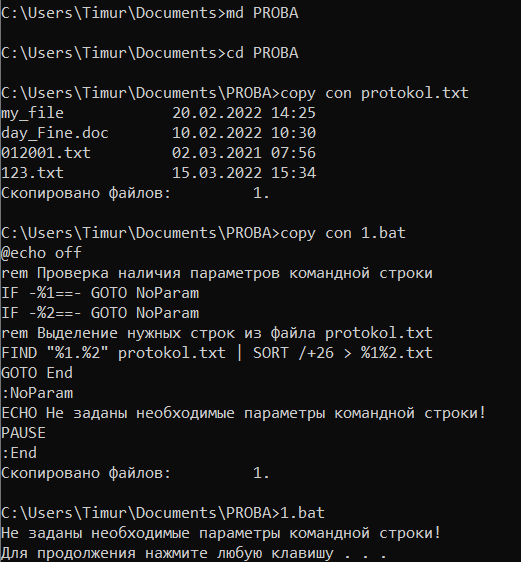 C:\Users\Timur\Documents>md PROBA
C:\Users\Timur\Documents>cd PROBA
C:\Users\Timur\Documents\PROBA>copy con protokol.txt
my_file              20.02.2022 14:25
day_Fine.doc         10.02.2022 10:30
012001.txt           02.03.2021 07:56
123.txt              15.03.2022 15:34
Скопировано файлов:         1.
C:\Users\Timur\Documents\PROBA>copy con 1.bat
@echo off
rem Проверка наличия параметров командной строки
IF -%1==- GOTO NoParam
IF -%2==- GOTO NoParam
rem Выделение нужных строк из файла protokol.txt
FIND "%1.%2" protokol.txt | SORT /+26 > %1%2.txt
GOTO End
:NoParam
ECHO Не заданы необходимые параметры командной строки!
PAUSE
:End
Скопировано файлов:         1.
C:\Users\Timur\Documents\PROBA>1.bat
Не заданы необходимые параметры командной строки!
Для продолжения нажмите любую клавишу . . .